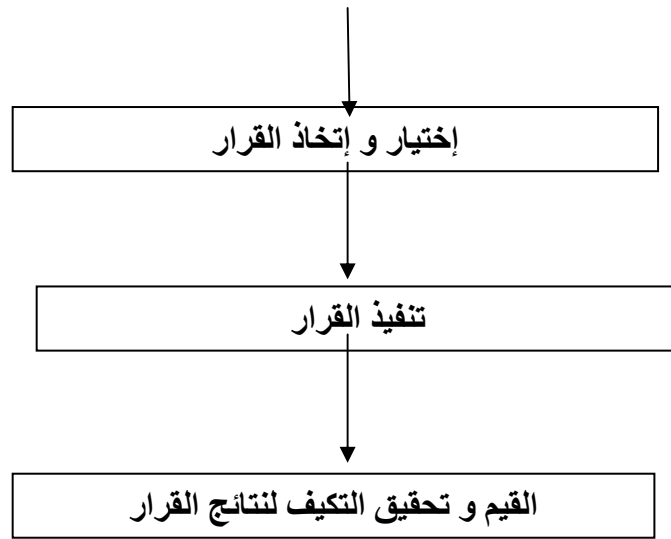 إختيار و إتخاذ القرار
تنفيذ القرار
القيم و تحقيق التكيف لنتائج القرار